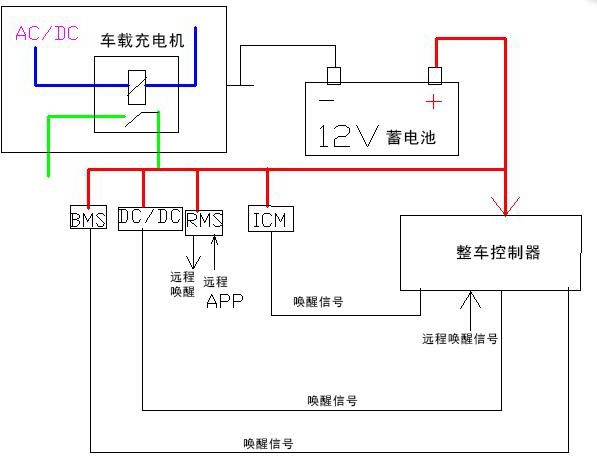 AC/DC
车载充电机
12V 蓄电池
BMS
DC/DC
RMS
ICM
整车控制器
远程
唤醒
远程
APP
唤醒信号
远程唤醒信号
唤醒信号
唤醒信号